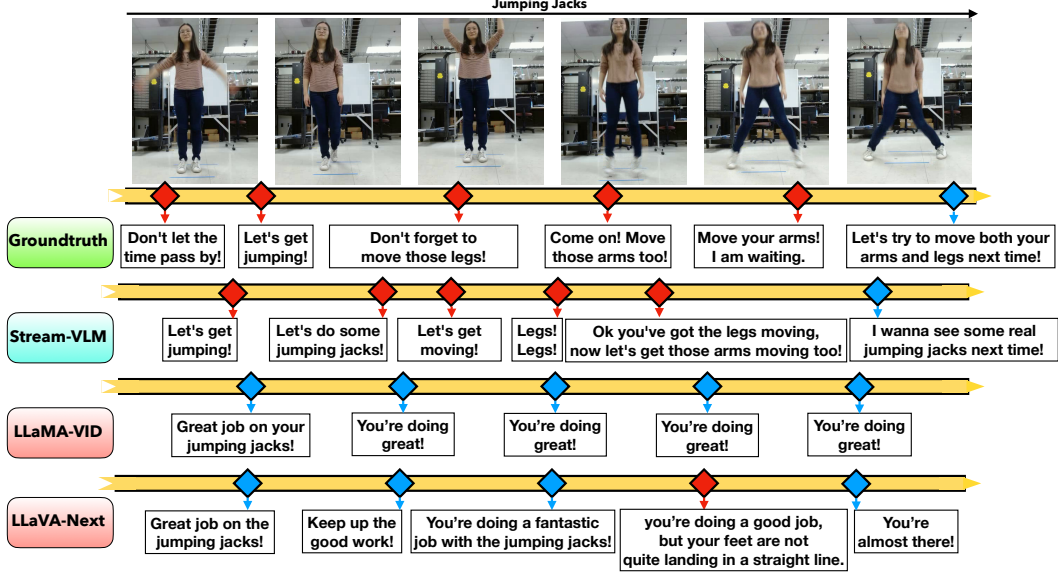 Jumping Jacks
Groundtruth
Don't let the
time pass by!
Let's get
jumping!
Don't forget to
move those legs!
Come on! Move
those arms too!
Move your arms!
I am waiting.
Let's try to move both your
arms and legs next time!
Stream-VLM
Let's get
jumping!
Let's do some
jumping jacks!
Let's get
moving!
Legs!
Legs!
Ok you've got the legs moving,
now let's get those arms moving too!
I wanna see some real
jumping jacks next time!
LLaMA-VID
Great job on your
jumping jacks!
You're doing
great!
You're doing
great!
You're doing
great!
You're doing
great!
LLaVA-Next
Great job on the
jumping jacks!
Keep up the
good work!
You're doing a fantastic
job with the jumping jacks!
you're doing a good job,
but your feet are not
quite landing in a straight line.
You're
almost there!